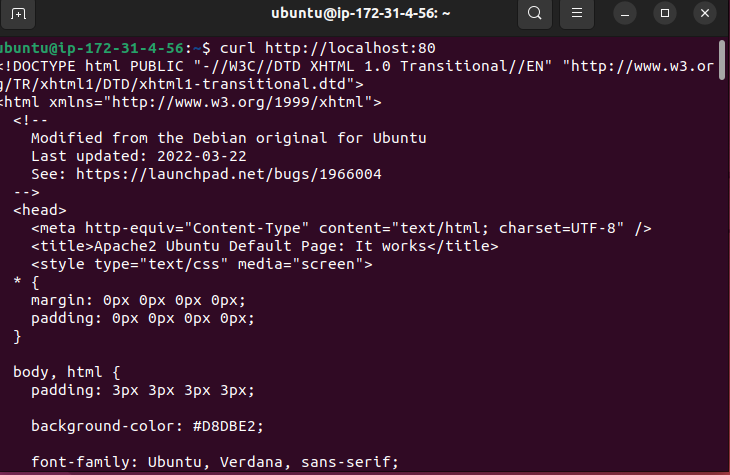 ubuntu@ip-172-31-4-56: ~
ubuntu@ip-172-31-4-56:~$ curl http://localhost:80
<!DOCTYPE html PUBLIC "-//W3C//DTD XHTML 1.0 Transitional//EN" "http://www.w3.or
g/TR/xhtml1/DTD/xhtml1-transitional.dtd">
<html xmlns="http://www.w3.org/1999/xhtml">
  <!--
    Modified from the Debian original for Ubuntu
    Last updated: 2022-03-22
    See: https://launchpad.net/bugs/1966004
  -->
  <head>
    <meta http-equiv="Content-Type" content="text/html; charset=UTF-8" />
    <title>Apache2 Ubuntu Default Page: It works</title>
    <style type="text/css" media="screen">
  * {
    margin: 0px 0px 0px 0px;
    padding: 0px 0px 0px 0px;
  }
  body, html {
    padding: 3px 3px 3px 3px;
    background-color: #D8DBE2;
    font-family: Ubuntu, Verdana, sans-serif;